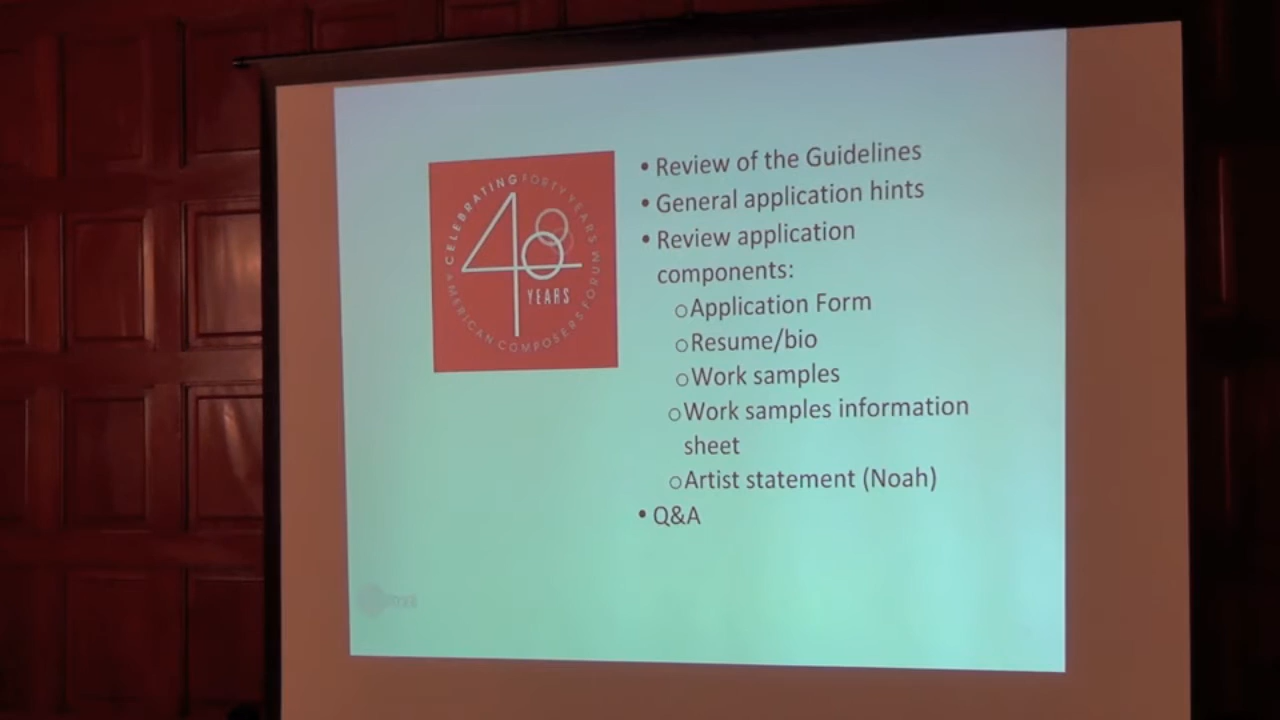 CELEBRATING FORTY YEARS
40
YEARS
AMERICAN COMPOSERS FORUM
• Review of the Guidelines
• General application hints
• Review application
components:
○Application Form
○Resume/bio
○Work samples
○Work samples information
sheet
○Artist statement (Noah)
• Q&A